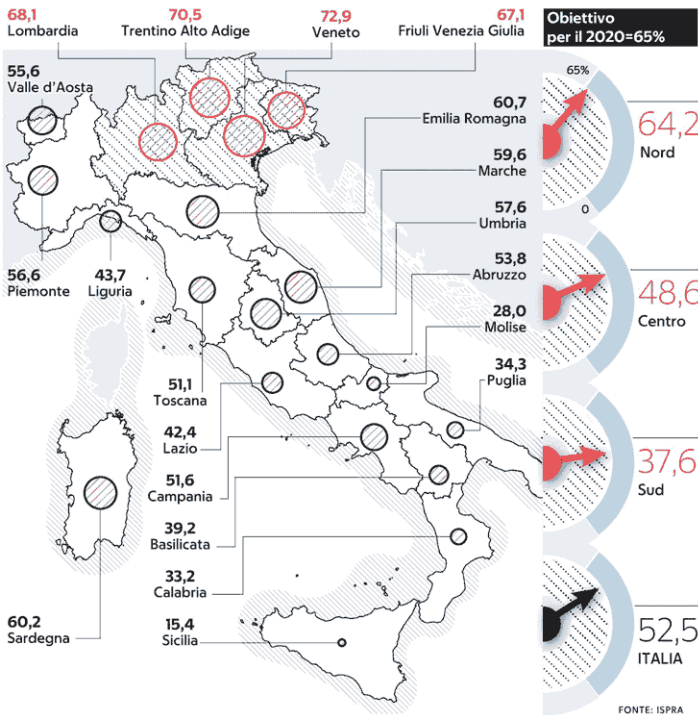 68,1
Lombardia
70,5
Trentino Alto Adige
72,9
Veneto
67,1
Friuli Venezia Giulia
Obiettivo
per il 2020=65%
55,6
Valle d'Aosta
60,7
Emilia Romagna
59,6
Marche
57,6
Umbria
53,8
Abruzzo
28,0
Molise
34,3
Puglia
56,6
Piemonte
43,7
Liguria
51,1
Toscana
42,4
Lazio
51,6
Campania
39,2
Basilicata
33,2
Calabria
15,4
Sicilia
60,2
Sardegna
65%
0
64,2
Nord
48,6
Centro
37,6
Sud
52,5
ITALIA
FONTE: ISPRA